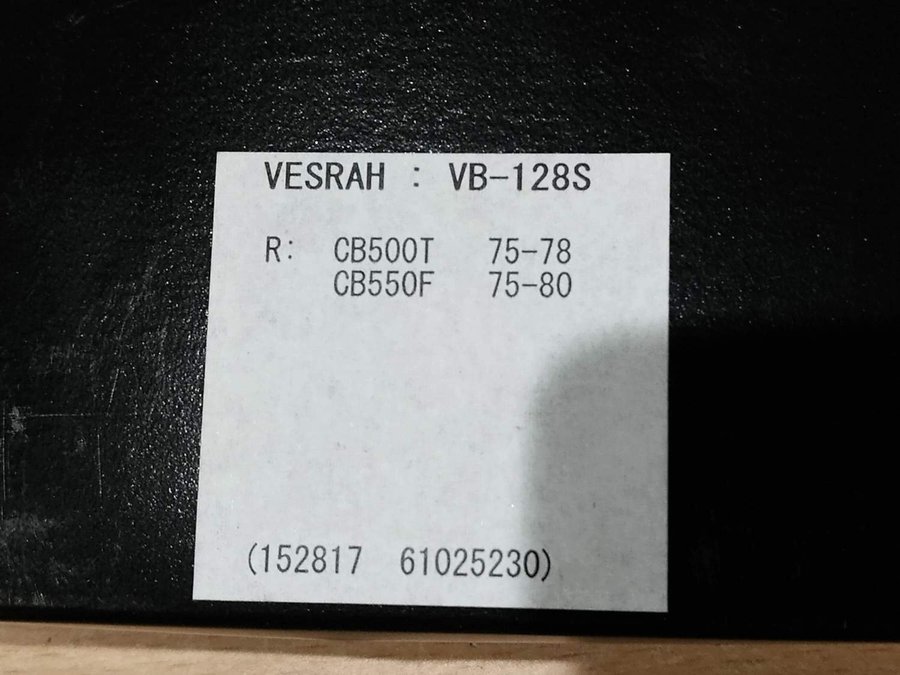 VESRAH : VB-128S
R: CB500T 75-78
CB550F 75-80
(152817 61025230)